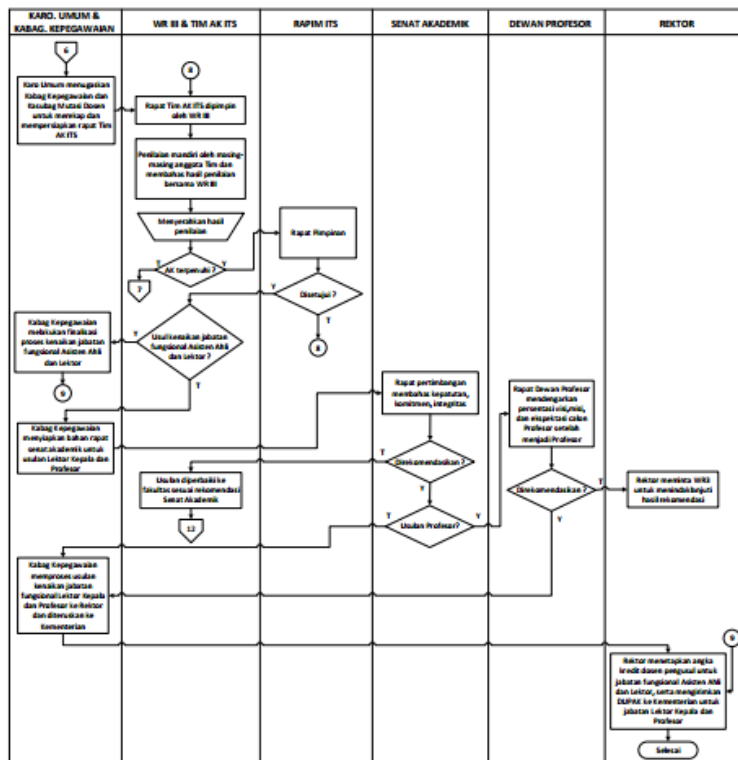 KARO. UMUM &
KABAG. KEPEGAWAIAN
WR III & TIM AK ITS
RAPIM ITS
SENAT AKADEMIK
DEWAN PROFESOR
REKTOR
6
Karo Umum menugaskan
Kabag Kepegawaian dan
Kasubag Mutasi Dosen
untuk merekap dan
mempersiapkan rapat Tim
AK ITS
8
Rapat Tim AK ITS dipimpin
oleh WR III
Penilaian mandiri oleh masing-
masing anggota Tim dan
membahas hasil penilaian
bersama WR III
Menyerahkan hasil
penilaian
AK terpenuhi ?
T
Y
7
Rapat Pimpinan
Disetujui ?
Y
T
8
Usul kenaikan jabatan
fungsional Asisten Ahli
dan Lektor ?
Y
T
Kabag Kepegawaian
melakukan finalisasi
proses kenaikan jabatan
fungsional Asisten Ahli
dan Lektor
9
Kabag Kepegawaian
menyiapkan bahan rapat
senat akademik untuk
usulan Lektor Kepala dan
Profesor
Rapat pertimbangan
membahas kepatutan,
komitmen, integritas
Direkomendasikan ?
T
Y
Usulan diperbaiki ke
fakultas sesuai rekomendasi
Senat Akademik
12
Usulan Profesor?
T
Y
Rapat Dewan Profesor
mendengarkan
persentasi visi,misi,
dan ekspektasi calon
Profesor setelah
menjadi Profesor
Direkomendasikan ?
T
Y
Rektor meminta WR3
untuk menindaklanjuti
hasil rekomendasi
Kabag Kepegawaian
memproses usulan
kenaikan jabatan
fungsional Lektor Kepala
dan Profesor ke Rektor
dan diteruskan ke
Kementerian
9
Rektor menetapkan angka
kredit dosen pengusul untuk
jabatan fungsional Asisten Ahli
dan Lektor, serta mengirimkan
DUPAK ke Kementerian untuk
jabatan Lektor Kepala dan
Profesor
Selesai